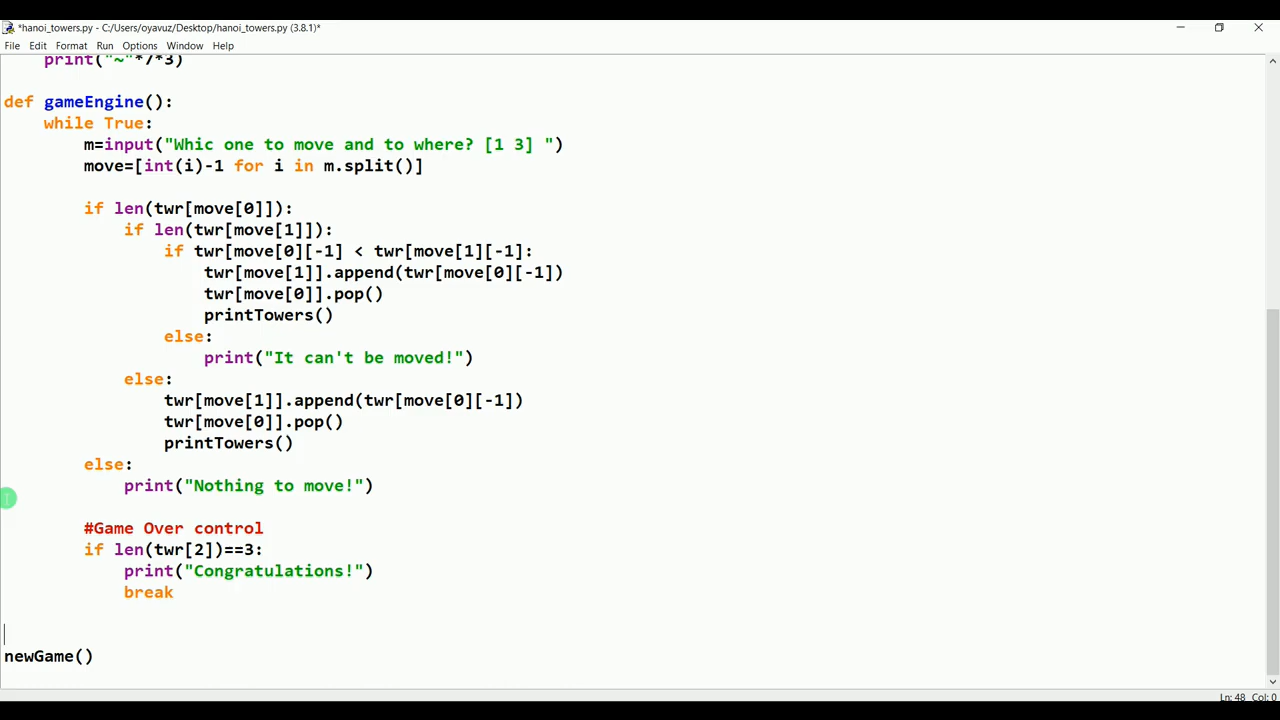 *hanoi_towers.py - C:/Users/oyavuz/Desktop/hanoi_towers.py (3.8.1)*
File Edit Format Run Options Window Help
print("~"*7*3)
def gameEngine():
while True:
m=input("Whic one to move and to where? [1 3] ")
move=[int(i)-1 for i in m.split()]
if len(twr[move[0]]):
if len(twr[move[1]]):
if twr[move[0][-1] < twr[move[1][-1]:
twr[move[1]].append(twr[move[0][-1])
twr[move[0]].pop()
printTowers()
else:
print("It can't be moved!")
else:
twr[move[1]].append(twr[move[0][-1])
twr[move[0]].pop()
printTowers()
else:
print("Nothing to move!")
#Game Over control
if len(twr[2])==3:
print("Congratulations!")
break
newGame()
Ln: 48 Col: 0